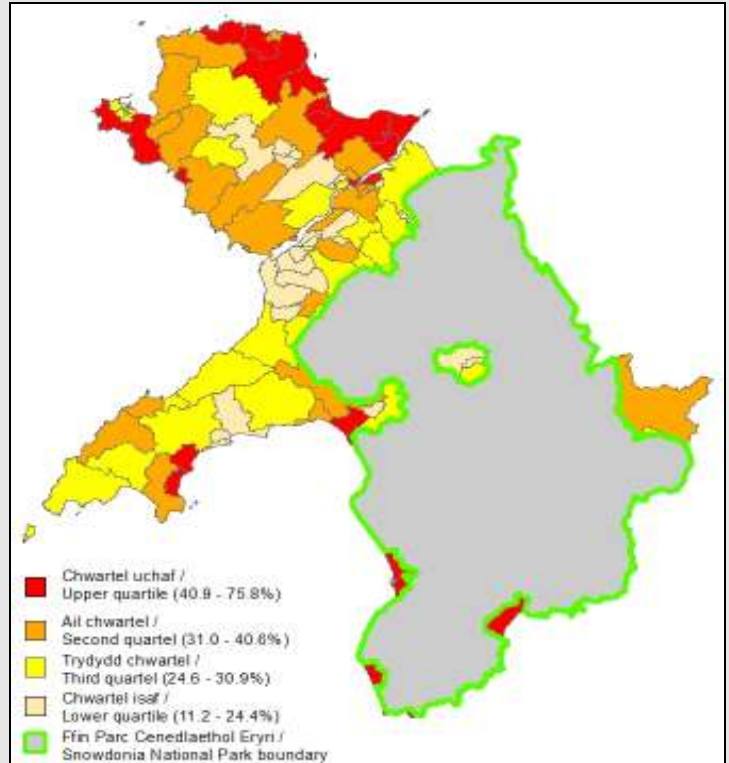 Chwartel uchaf /
Upper quartile (40.9 - 75.8%)
Ail chwartel /
Second quartel (31.0 - 40.6%)
Trydydd chwartel /
Third quartel (24.6 - 30.9%)
Chwartel isaf /
Lower quartile (11.2 - 24.4%)
Ffin Parc Cenedlaethol Eryri /
Snowdonia National Park boundary